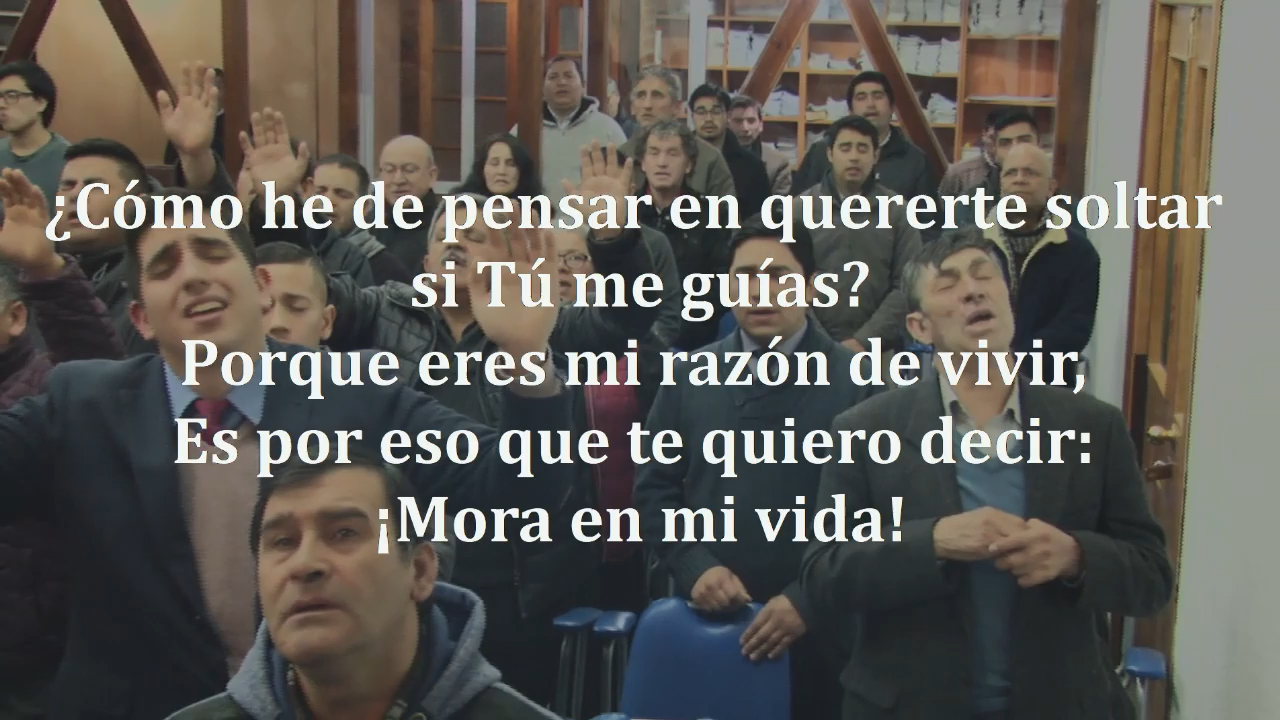 ¿Cómo he de pensar en quererte soltar
si Tú me guías?
Porque eres mi razón de vivir,
Es por eso que te quiero decir:
¡Mora en mi vida!